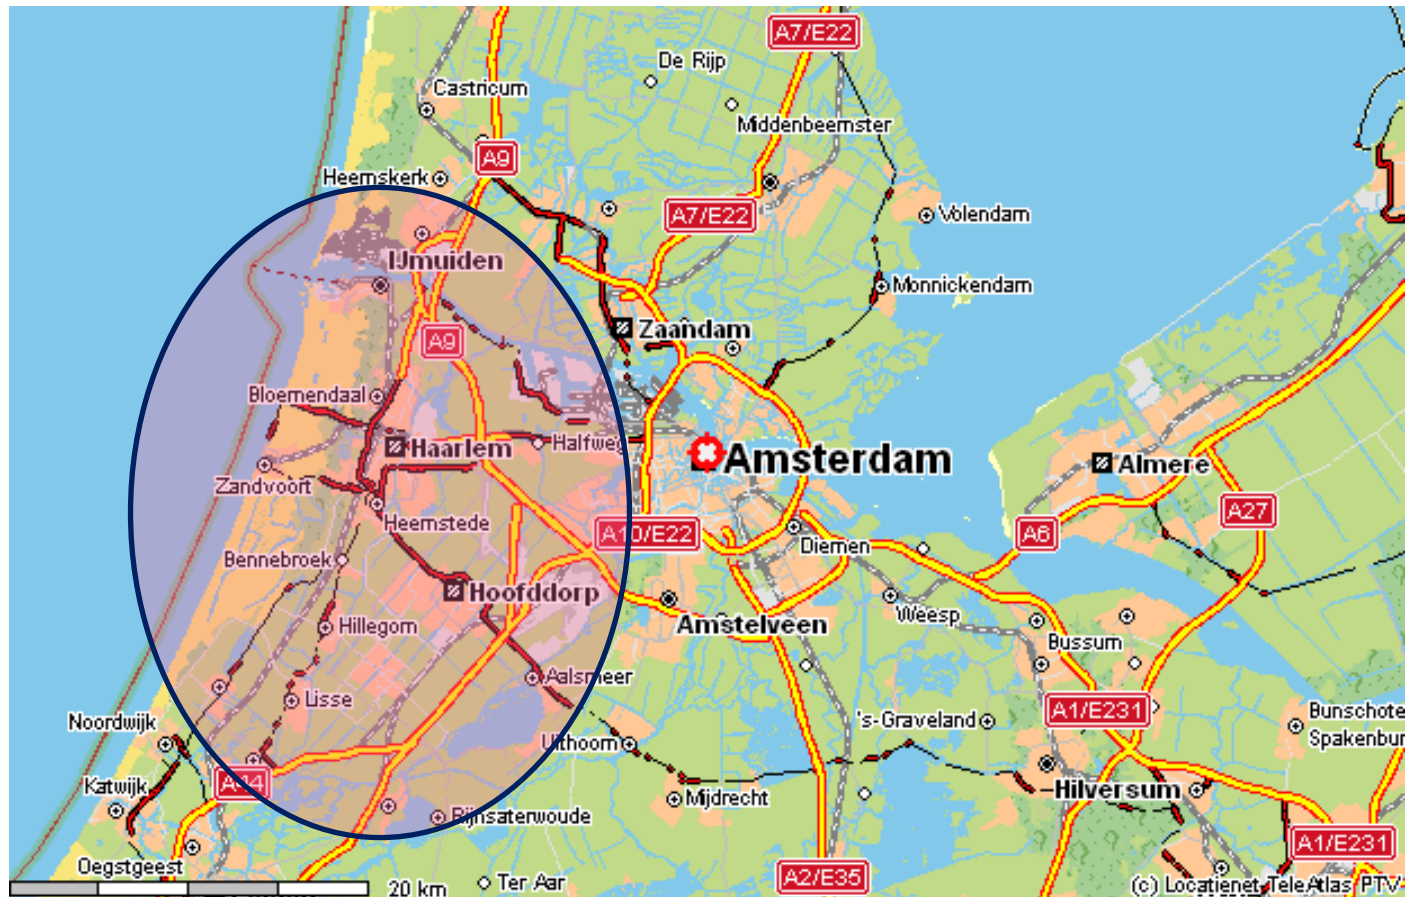 A7/E22
De Rijp
Castricum
Middenbeemster
A9
Heemskerk
A7/E22
Volendam
IJmuiden
Monnickendam
Zaandam
A9
Bloemendaal
Haarlem
Halfweg
Amsterdam
Almere
Zandvoort
Heemstede
A27
A10/E22
A6
Diemen
Bennebroek
Hoofddorp
Weesp
Hillegom
Amstelveen
Bussum
Aalsmeer
Lisse
A1/E231
Bunschote
Spakenbur
Noordwijk
's-Graveland
Uithoorn
A44
Katwijk
Mijdrecht
Hilversum
Rijnsaterwoude
A1/E231
Oegstgeest
20 km
Ter Aar
A2/E35
(c) Locatienet, TeleAtlas, PTV